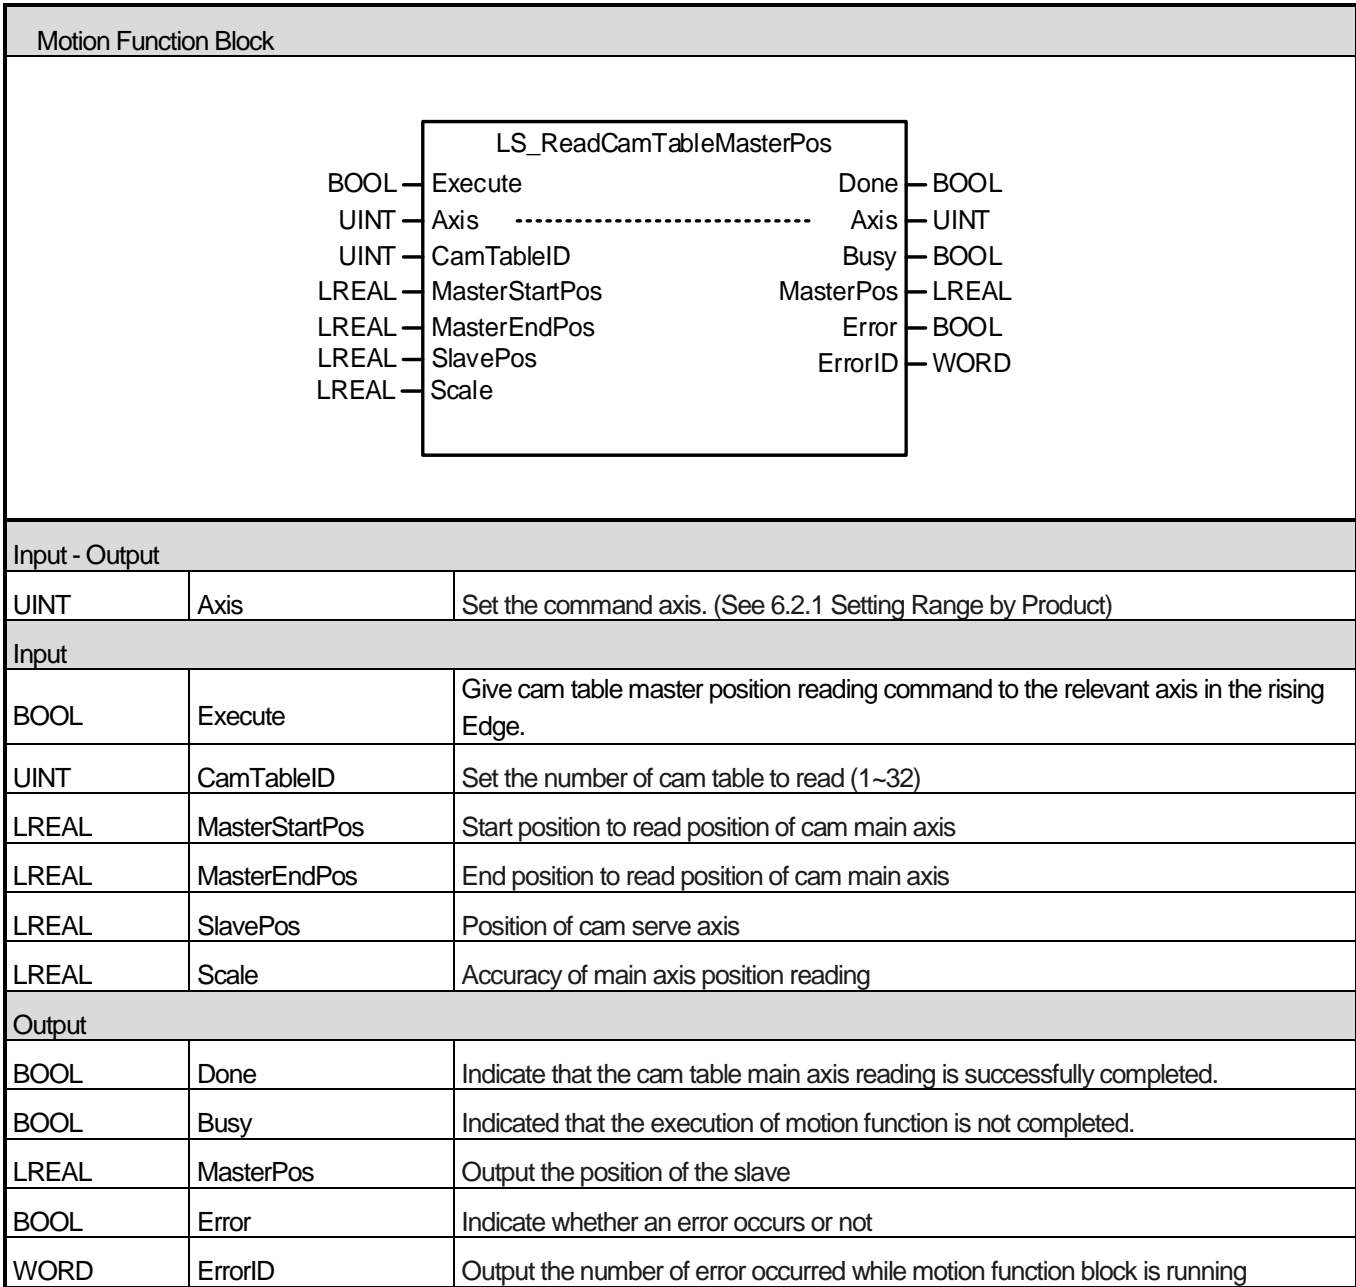 Motion Function Block
LS_ReadCamTableMasterPos
BOOL Execute Done BOOL
UINT Axis Axis UINT
UINT CamTableID Busy BOOL
LREAL MasterStartPos MasterPos LREAL
LREAL MasterEndPos Error BOOL
LREAL SlavePos ErrorID WORD
LREAL Scale
Input - Output
UINT Axis Set the command axis. (See 6.2.1 Setting Range by Product)
Input
BOOL Execute Give cam table master position reading command to the relevant axis in the rising
Edge.
UINT CamTableID Set the number of cam table to read (1~32)
LREAL MasterStartPos Start position to read position of cam main axis
LREAL MasterEndPos End position to read position of cam main axis
LREAL SlavePos Position of cam serve axis
LREAL Scale Accuracy of main axis position reading
Output
BOOL Done Indicate that the cam table main axis reading is successfully completed.
BOOL Busy Indicated that the execution of motion function is not completed.
LREAL MasterPos Output the position of the slave
BOOL Error Indicate whether an error occurs or not
WORD ErrorID Output the number of error occurred while motion function block is running